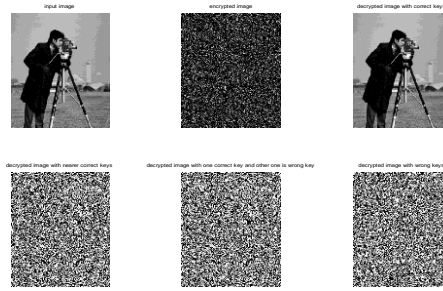 input image
encrypted image
decrypted image with correct key
decrypted image with nearer correct keys
decrypted image with one correct key and other one is wrong key
decrypted image with wrong keys